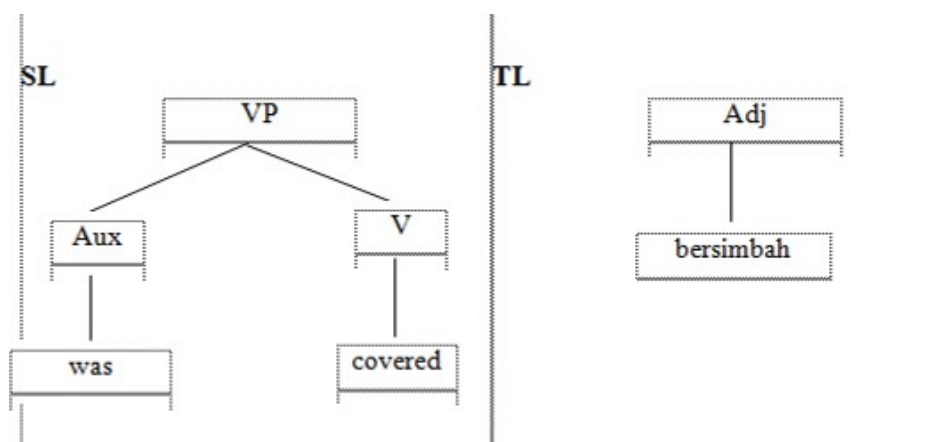 SL
VP
Aux
V
was
covered
TL
Adj
bersimbah